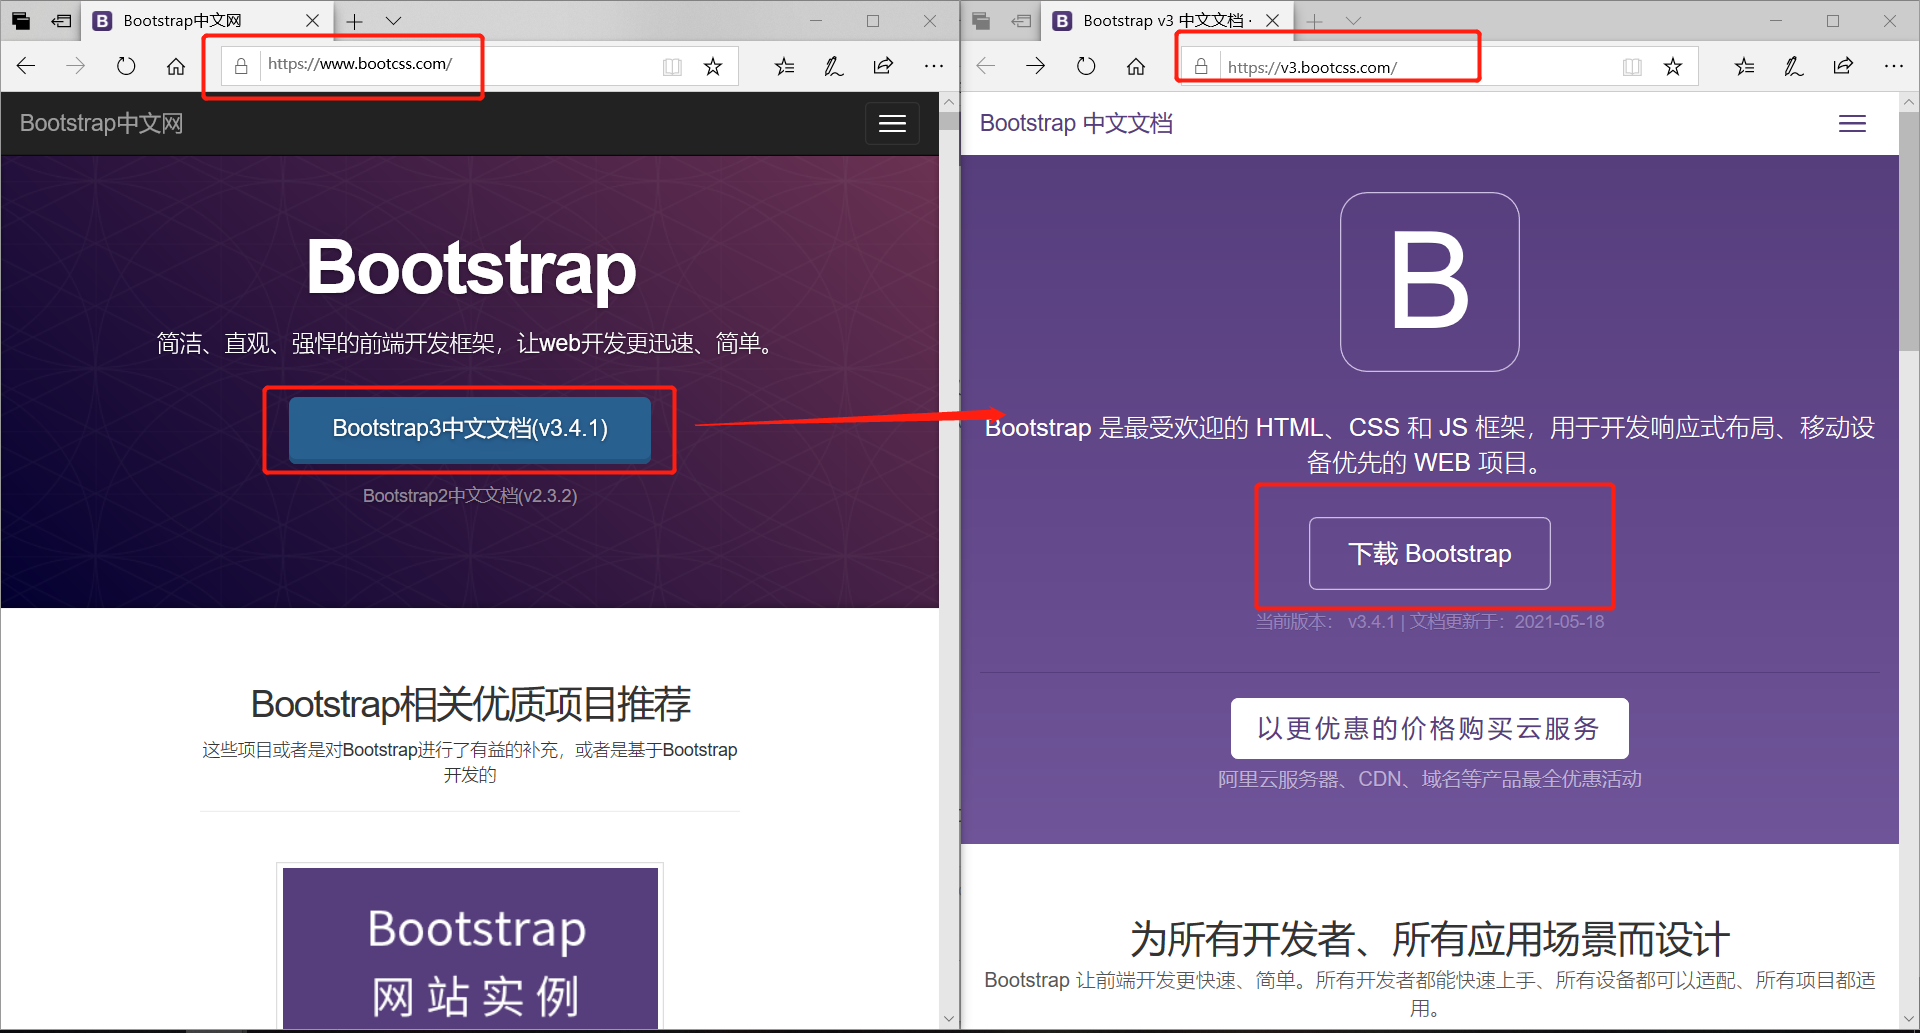 Bootstrap中文网
https://www.bootcss.com/
Bootstrap中文网
Bootstrap
简洁、直观、强悍的前端开发框架，让web开发更迅速、简单。
Bootstrap3中文文档(v3.4.1)
Bootstrap2中文文档(v2.3.2)
Bootstrap相关优质项目推荐
这些项目或者是对Bootstrap进行了有益的补充，或者是基于Bootstrap
开发的
Bootstrap
网站实例
Bootstrap v3 中文文档 ·
https://v3.bootcss.com/
Bootstrap 中文文档
B
Bootstrap 是最受欢迎的 HTML、CSS 和 JS 框架，用于开发响应式布局、移动设
备优先的 WEB 项目。
下载 Bootstrap
当前版本： v3.4.1 | 文档更新于：2021-05-18
以更优惠的价格购买云服务
阿里云服务器、CDN、域名等产品最全优惠活动
为所有开发者、所有应用场景而设计
Bootstrap 让前端开发更快速、简单。所有开发者都能快速上手、所有设备都可以适配、所有项目都适
用。